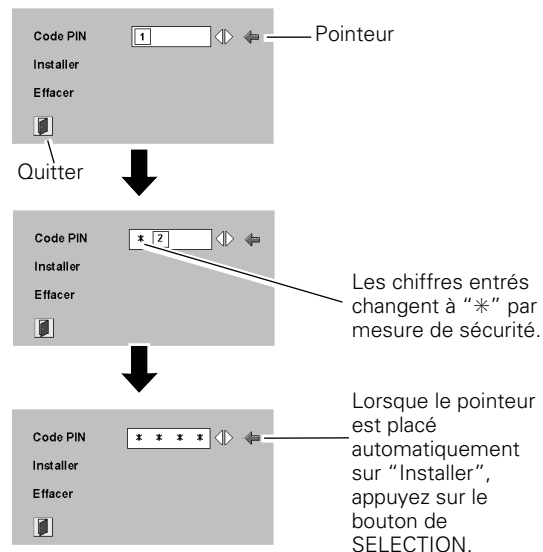 Code PIN 1 Pointeur
Installer
Effacer
Quitter
Code PIN * 2
Installer
Effacer
Les chiffres entrés
changent à “✳” par
mesure de sécurité.
Code PIN * * * *
Installer
Effacer
Lorsque le pointeur
est placé
automatiquement
sur “Installer”,
appuyez sur le
bouton de
SELECTION.